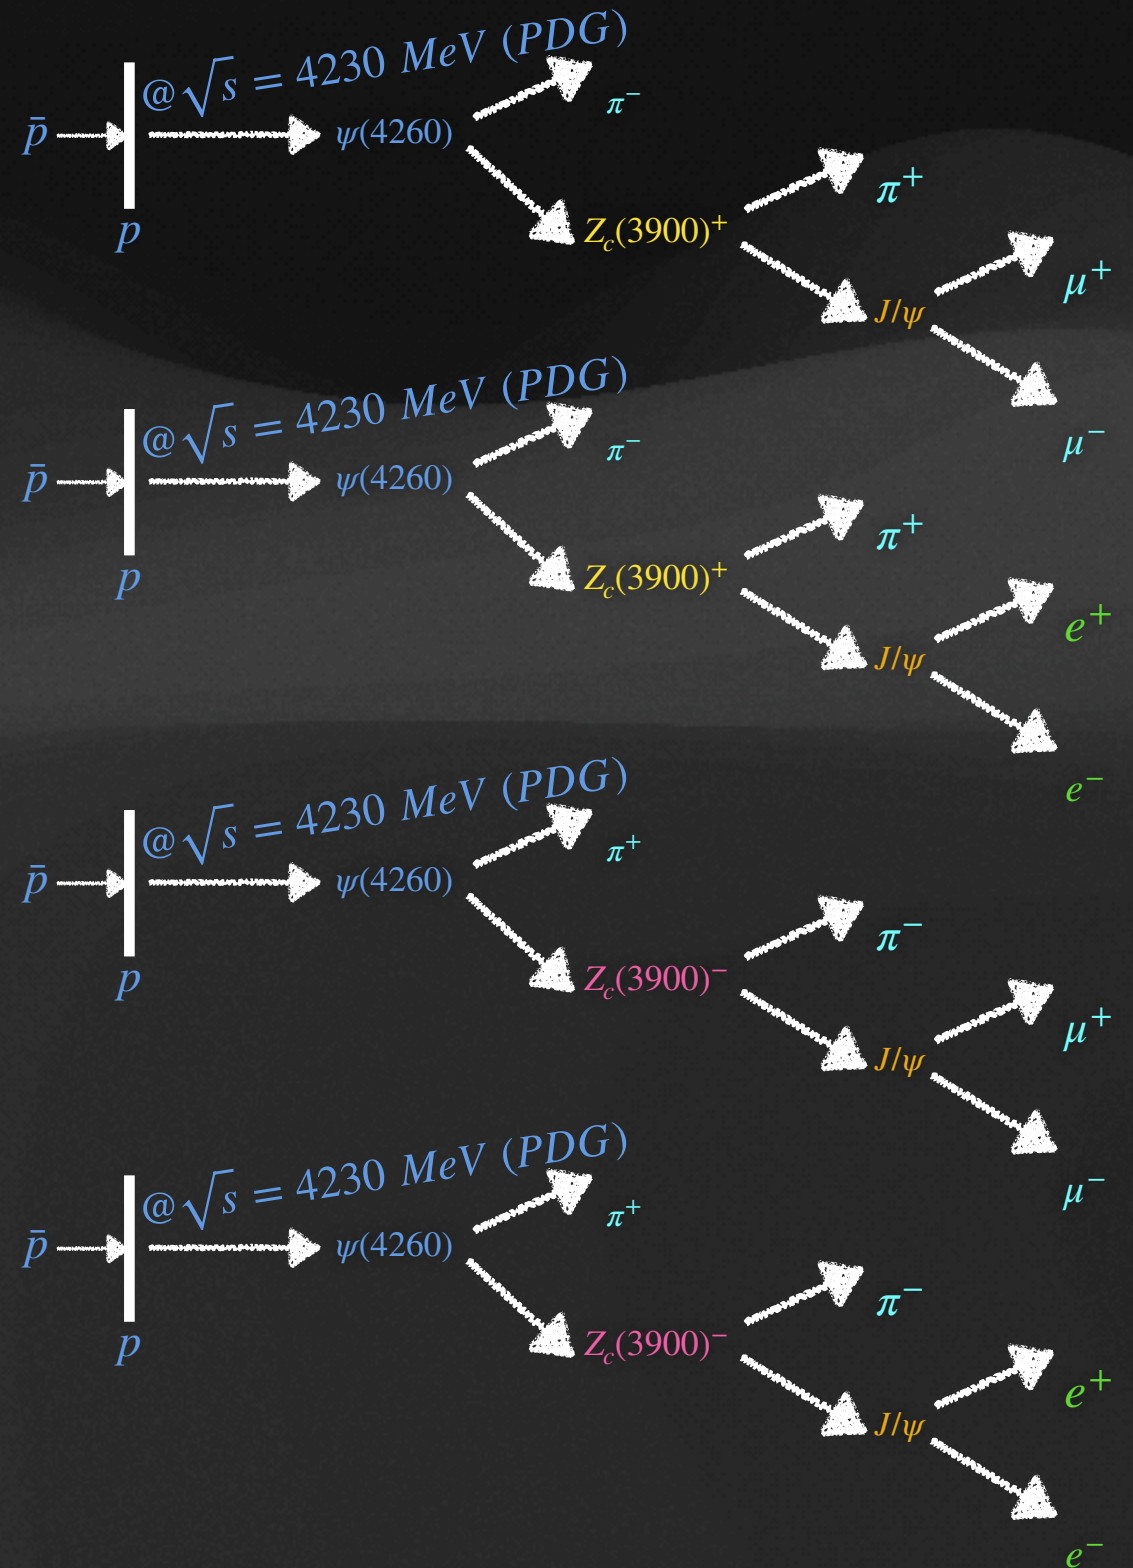 @√s = 4230 MeV (PDG)
p̄ ψ(4260) π⁻
p Z_c(3900)⁺ π⁺
J/ψ μ⁺
μ⁻
@√s = 4230 MeV (PDG)
p̄ ψ(4260) π⁻
p Z_c(3900)⁺ π⁺
J/ψ e⁺
e⁻
@√s = 4230 MeV (PDG)
p̄ ψ(4260) π⁺
p Z_c(3900)⁻ π⁻
J/ψ μ⁺
μ⁻
@√s = 4230 MeV (PDG)
p̄ ψ(4260) π⁺
p Z_c(3900)⁻ π⁻
J/ψ e⁺
e⁻